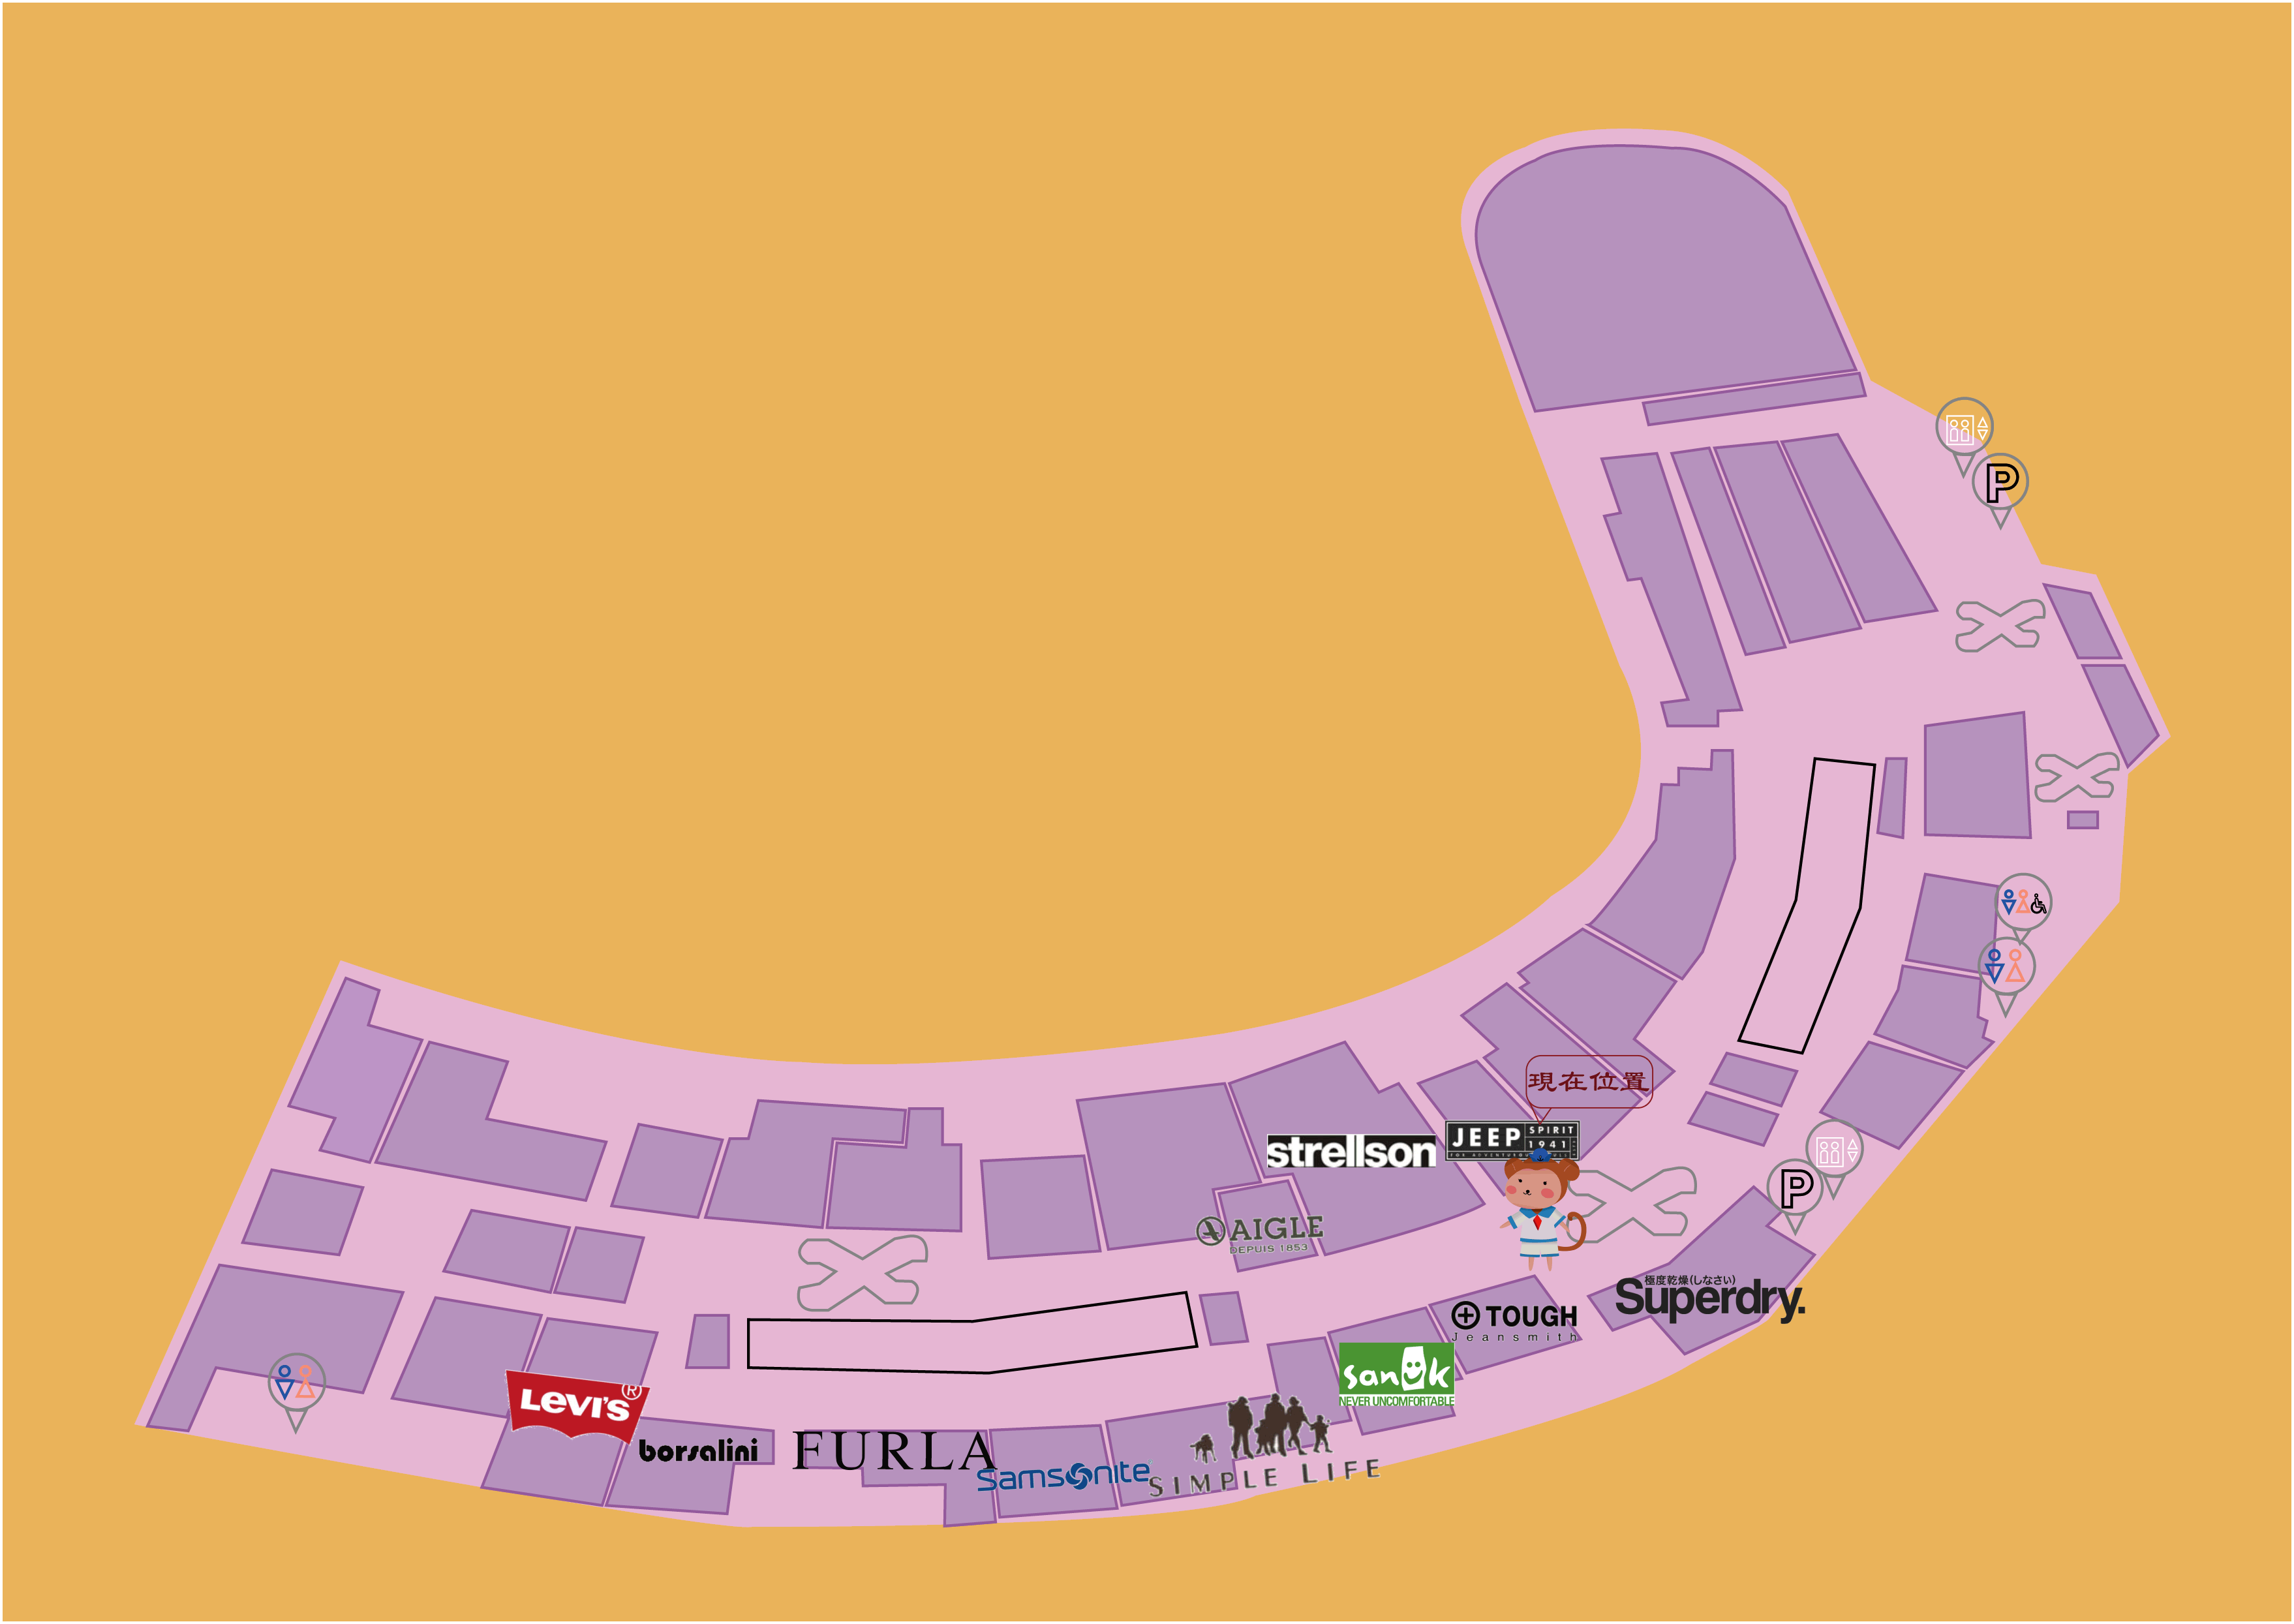 P
現在位置
JEEP SPIRIT
1941
strellson
P
AIGLE
DEPUIS 1853
極度乾燥(しなさい)
Superdry.
TOUGH
Jeansmith
sanUk
NEVER UNCOMFORTABLE
LEVI'S®
borsalini
FURLA
Samsonite
SIMPLE LIFE